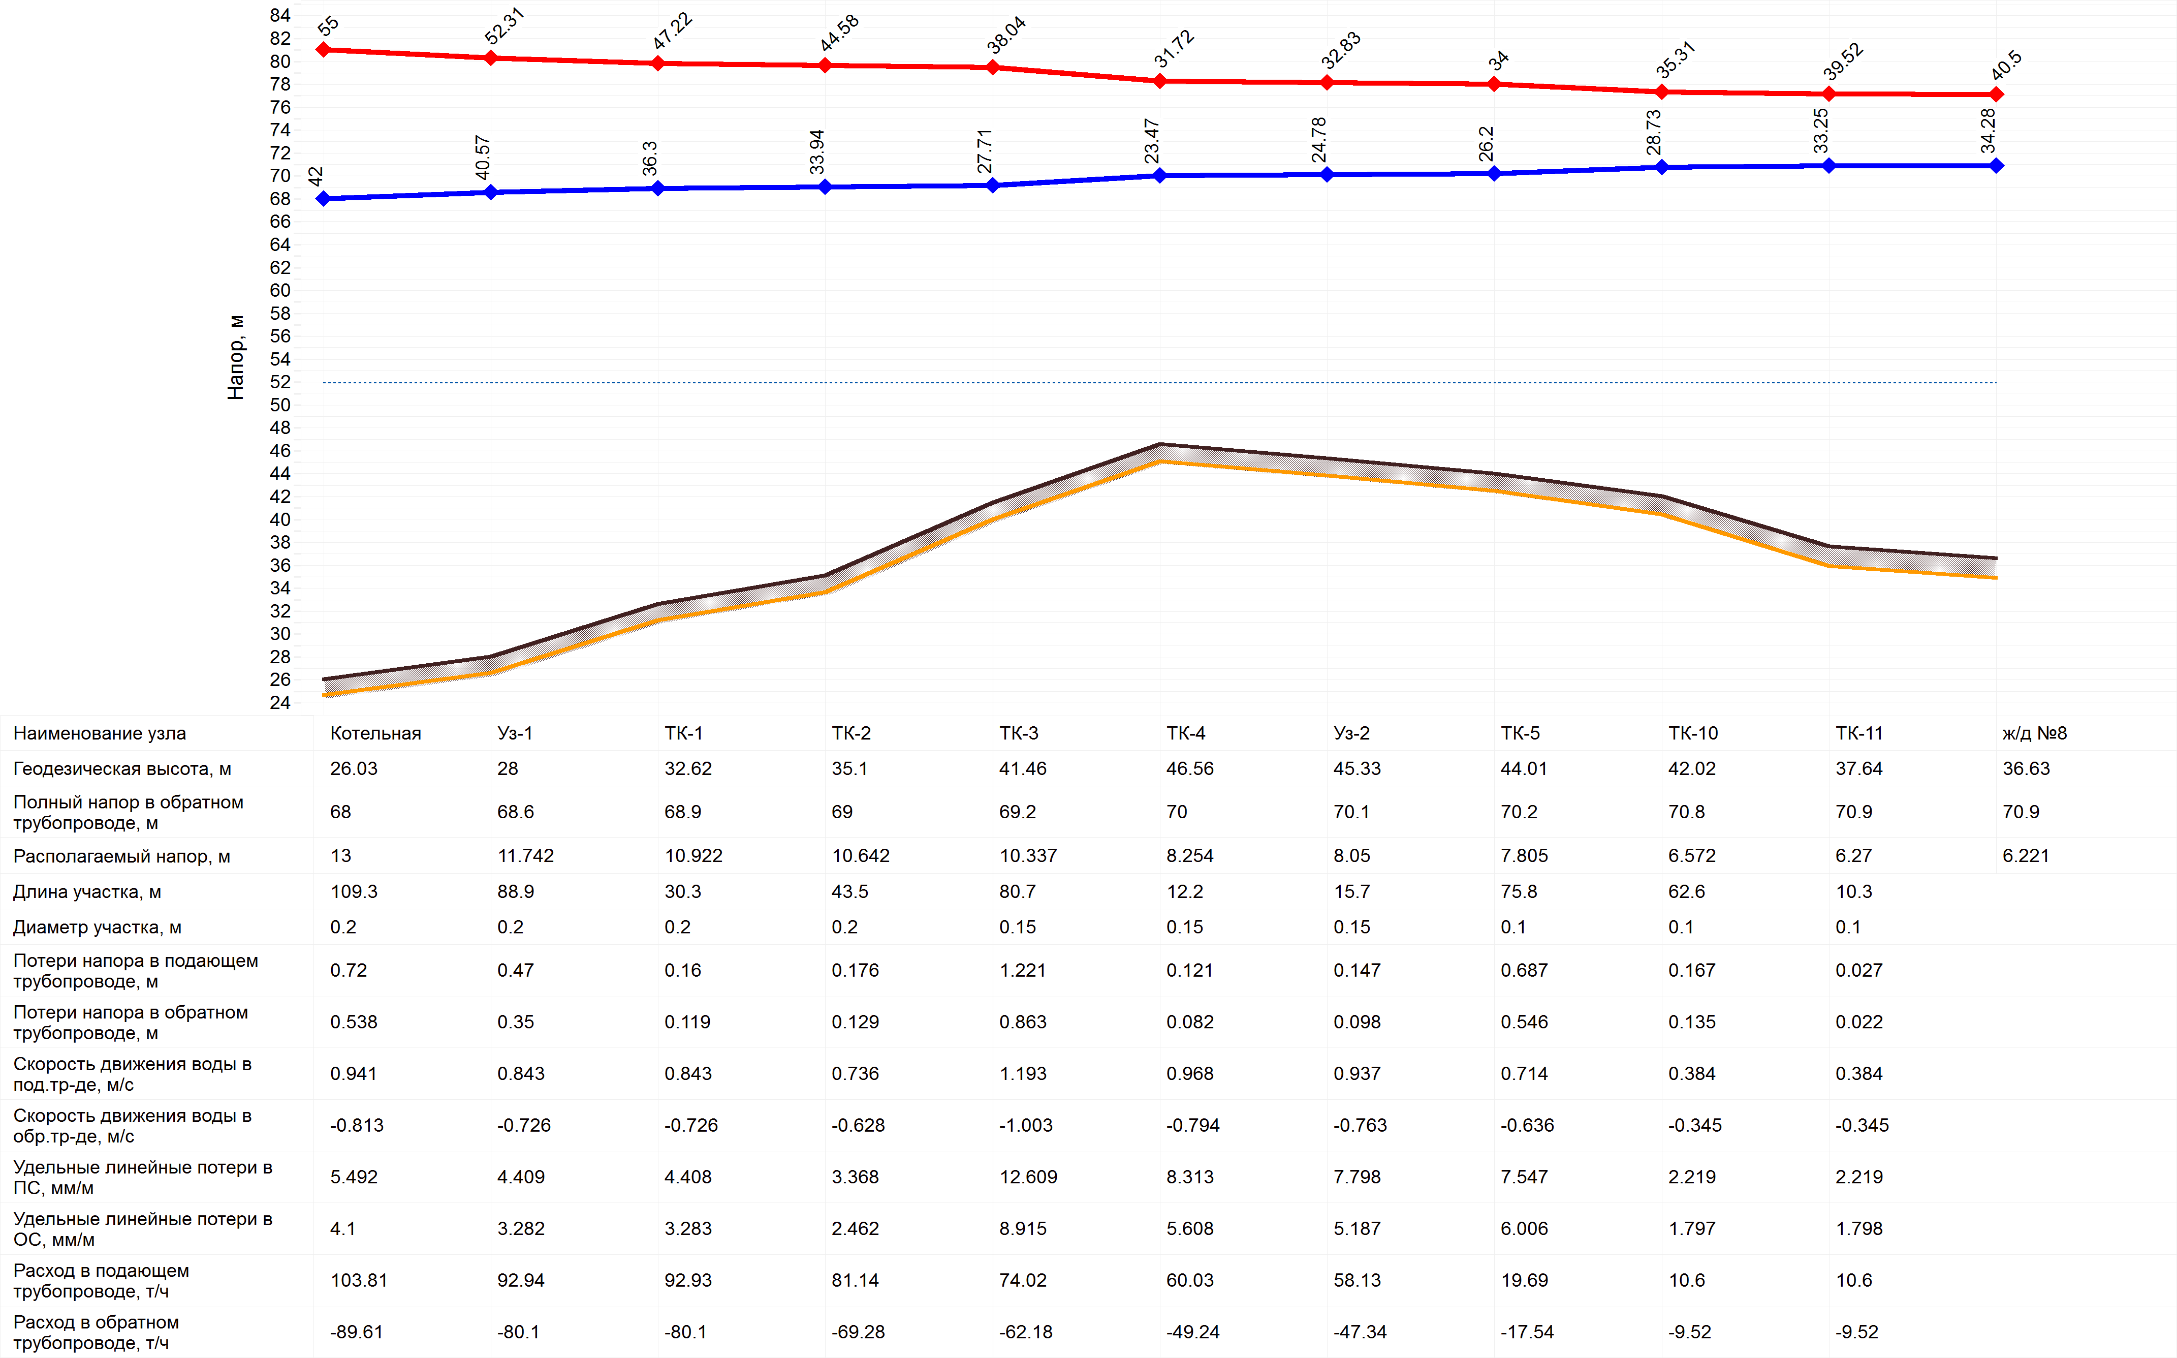 84
82
80
78
76
74
72
70
68
66
64
62
60
58
56
54
52
50
48
46
44
42
40
38
36
34
32
30
28
26
24
Напор, м
55 52.31 47.22 44.58 38.04 31.72 32.83 34 35.31 39.52 40.5
42 40.57 36.3 33.94 27.71 23.47 24.78 26.2 28.73 33.25 34.28
Наименование узла Котельная Уз-1 ТК-1 ТК-2 ТК-3 ТК-4 Уз-2 ТК-5 ТК-10 ТК-11 ж/д №8
Геодезическая высота, м 26.03 28 32.62 35.1 41.46 46.56 45.33 44.01 42.02 37.64 36.63
Полный напор в обратном
трубопроводе, м 68 68.6 68.9 69 69.2 70 70.1 70.2 70.8 70.9 70.9
Располагаемый напор, м 13 11.742 10.922 10.642 10.337 8.254 8.05 7.805 6.572 6.27 6.221
Длина участка, м 109.3 88.9 30.3 43.5 80.7 12.2 15.7 75.8 62.6 10.3
Диаметр участка, м 0.2 0.2 0.2 0.2 0.15 0.15 0.15 0.1 0.1 0.1
Потери напора в подающем
трубопроводе, м 0.72 0.47 0.16 0.176 1.221 0.121 0.147 0.687 0.167 0.027
Потери напора в обратном
трубопроводе, м 0.538 0.35 0.119 0.129 0.863 0.082 0.098 0.546 0.135 0.022
Скорость движения воды в
под.тр-де, м/с 0.941 0.843 0.843 0.736 1.193 0.968 0.937 0.714 0.384 0.384
Скорость движения воды в
обр.тр-де, м/с -0.813 -0.726 -0.726 -0.628 -1.003 -0.794 -0.763 -0.636 -0.345 -0.345
Удельные линейные потери в
ПС, мм/м 5.492 4.409 4.408 3.368 12.609 8.313 7.798 7.547 2.219 2.219
Удельные линейные потери в
ОС, мм/м 4.1 3.282 3.283 2.462 8.915 5.608 5.187 6.006 1.797 1.798
Расход в подающем
трубопроводе, т/ч 103.81 92.94 92.93 81.14 74.02 60.03 58.13 19.69 10.6 10.6
Расход в обратном
трубопроводе, т/ч -89.61 -80.1 -80.1 -69.28 -62.18 -49.24 -47.34 -17.54 -9.52 -9.52